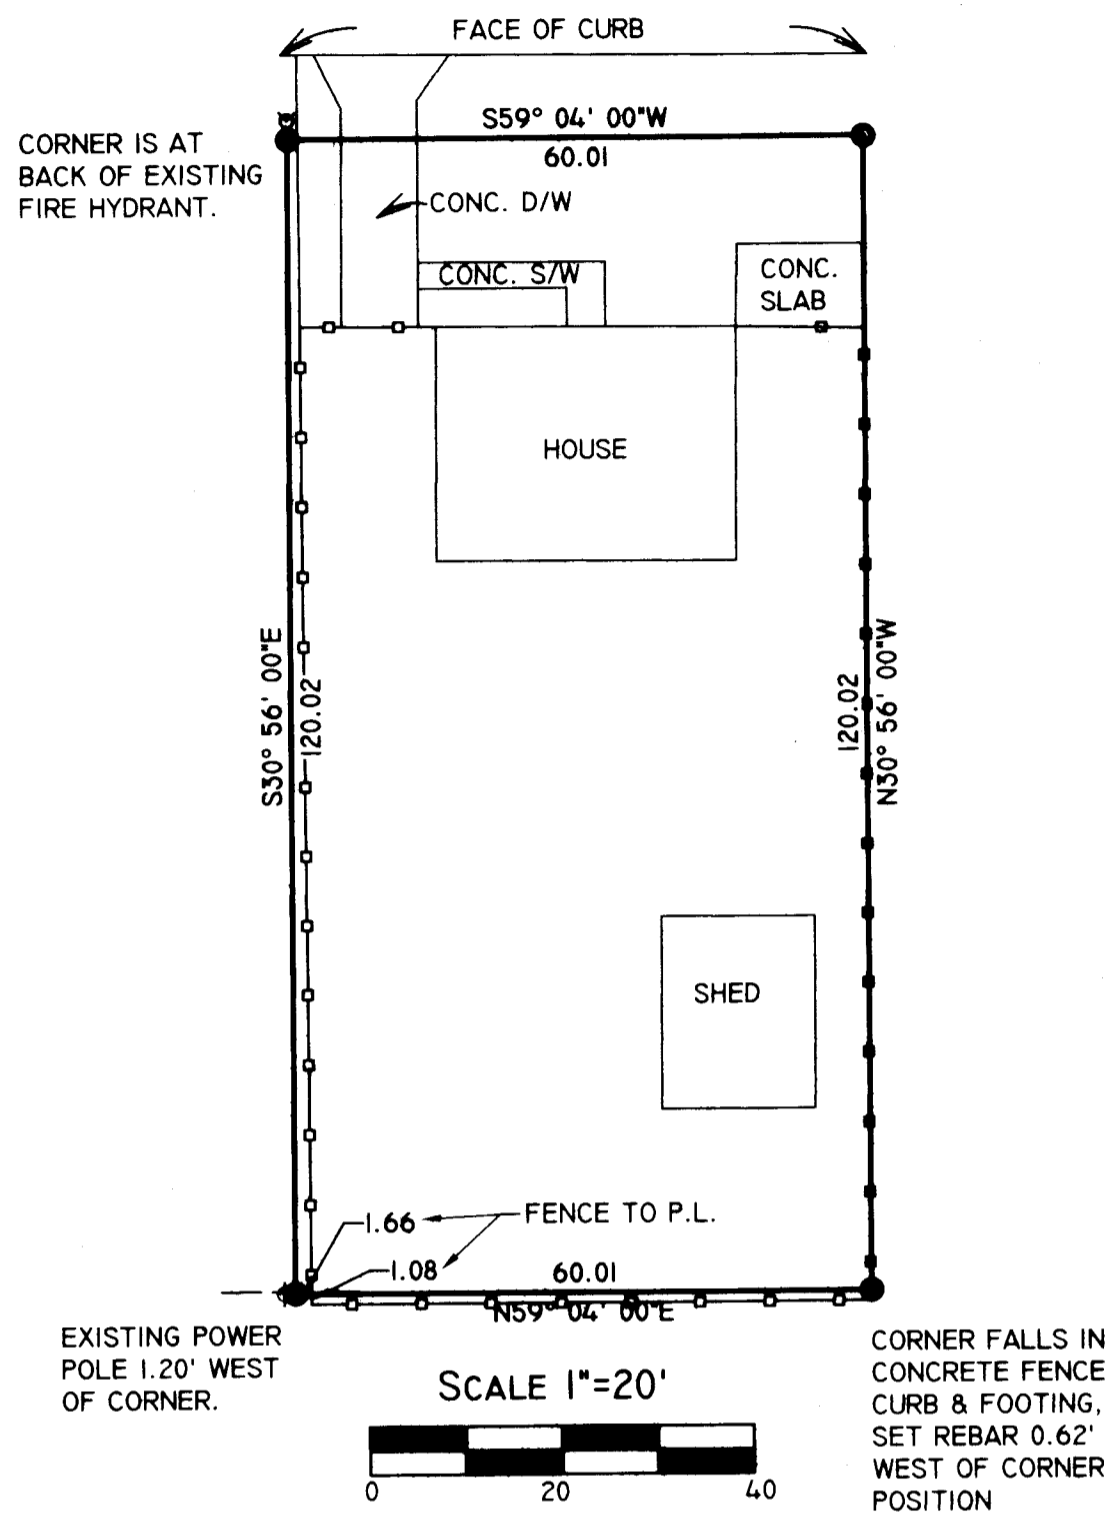 FACE OF CURB
S59° 04' 00"W
60.01
CORNER IS AT
BACK OF EXISTING
FIRE HYDRANT.
CONC. D/W
CONC. S/W
CONC.
SLAB
HOUSE
S30° 56' 00"E
120.02
120.02
N30° 56' 00"W
SHED
1.66
FENCE TO P.L.
1.08
60.01
N59° 04' 00"E
EXISTING POWER
POLE 1.20' WEST
OF CORNER.
CORNER FALLS IN
CONCRETE FENCE
CURB & FOOTING,
SET REBAR 0.62'
WEST OF CORNER
POSITION
SCALE 1"=20'
0 20 40